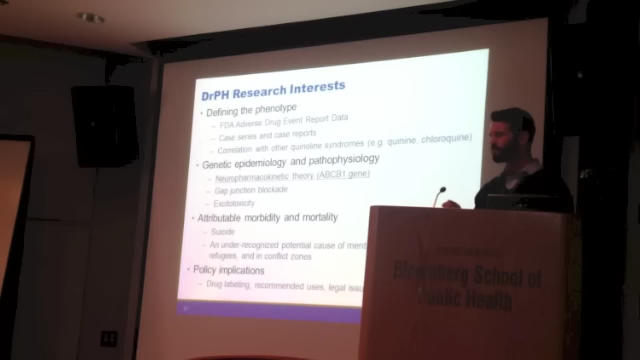 DrPH Research Interests
• Defining the phenotype
– FDA Adverse Drug Event Report Data
– Case series and case reports
– Correlation with other quinoline syndromes (e.g. quinine, chloroquine)
• Genetic epidemiology and pathophysiology
– Neuropharmacokinetic theory (ABCB1 gene)
– Gap junction blockade
– Excitotoxicity
• Attributable morbidity and mortality
– Suicide
– An under-recognized potential cause of
refugees, and in conflict zones
• Policy implications
– Drug labeling, recommended uses, legal
Bloomberg School of
Public Health